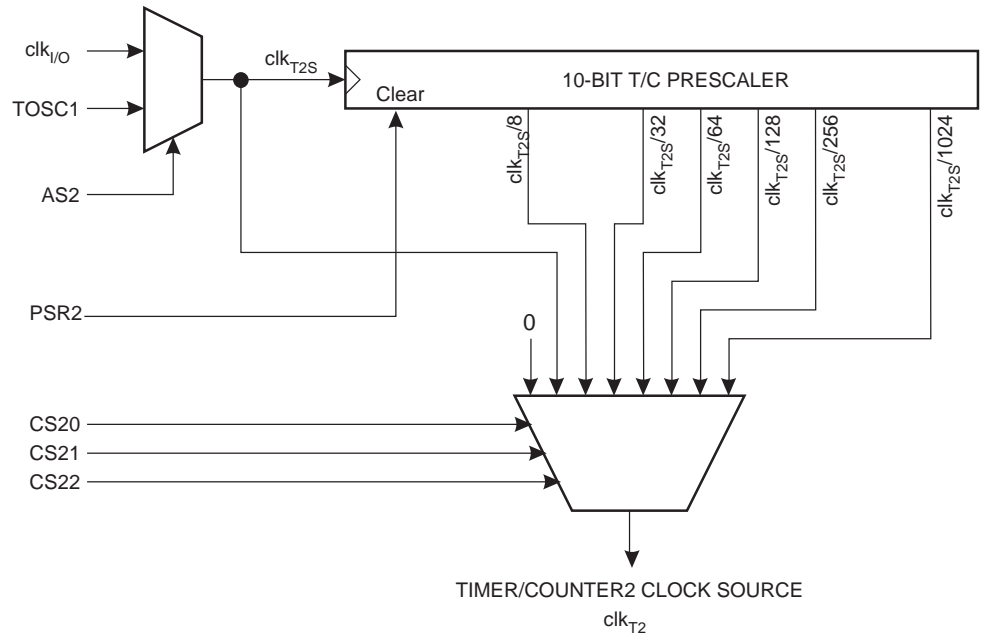 clkI/O
clkT2S
10-BIT T/C PRESCALER
TOSC1
Clear
clkT2S/8
clkT2S/32
clkT2S/64
clkT2S/128
clkT2S/256
clkT2S/1024
AS2
PSR2
0
CS20
CS21
CS22
TIMER/COUNTER2 CLOCK SOURCE
clkT2